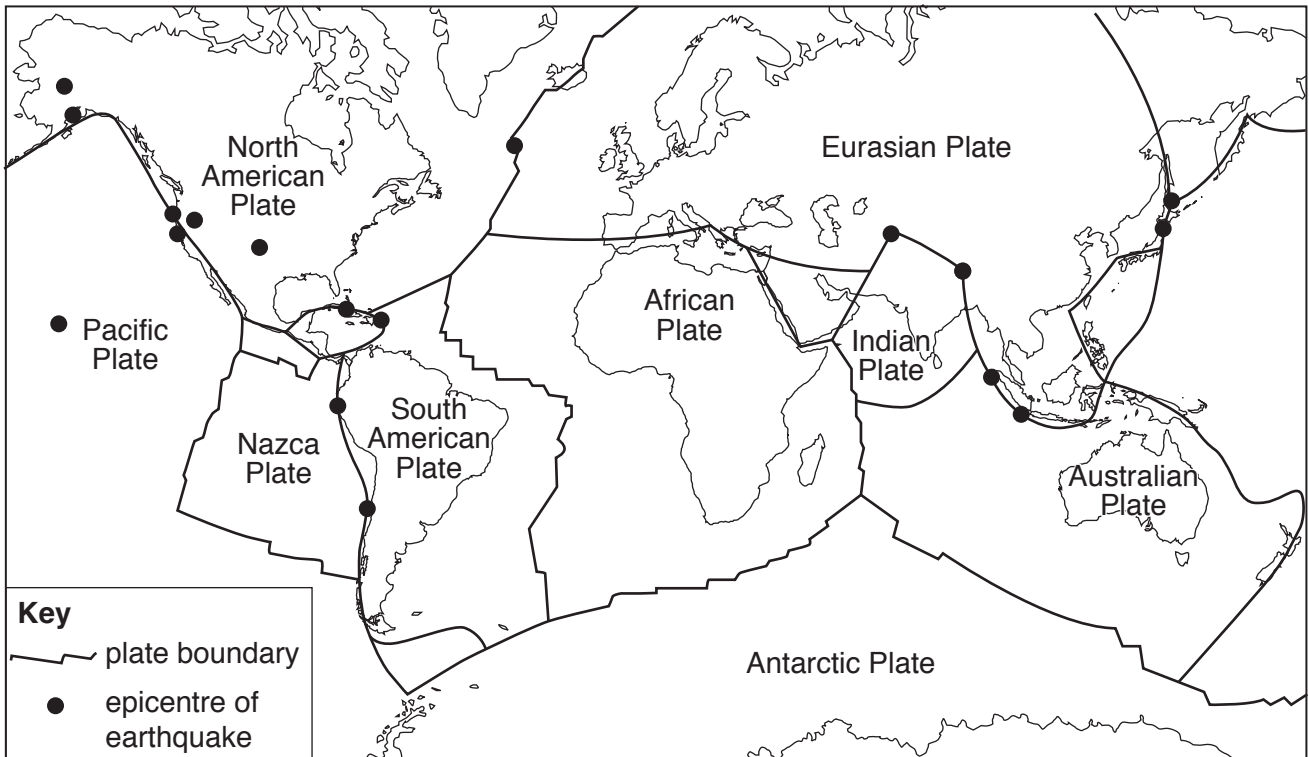 North
American
Plate
Eurasian Plate
Pacific
Plate
African
Plate
Indian
Plate
Nazca
Plate
South
American
Plate
Australian
Plate
Antarctic Plate
Key
plate boundary
epicentre of
earthquake